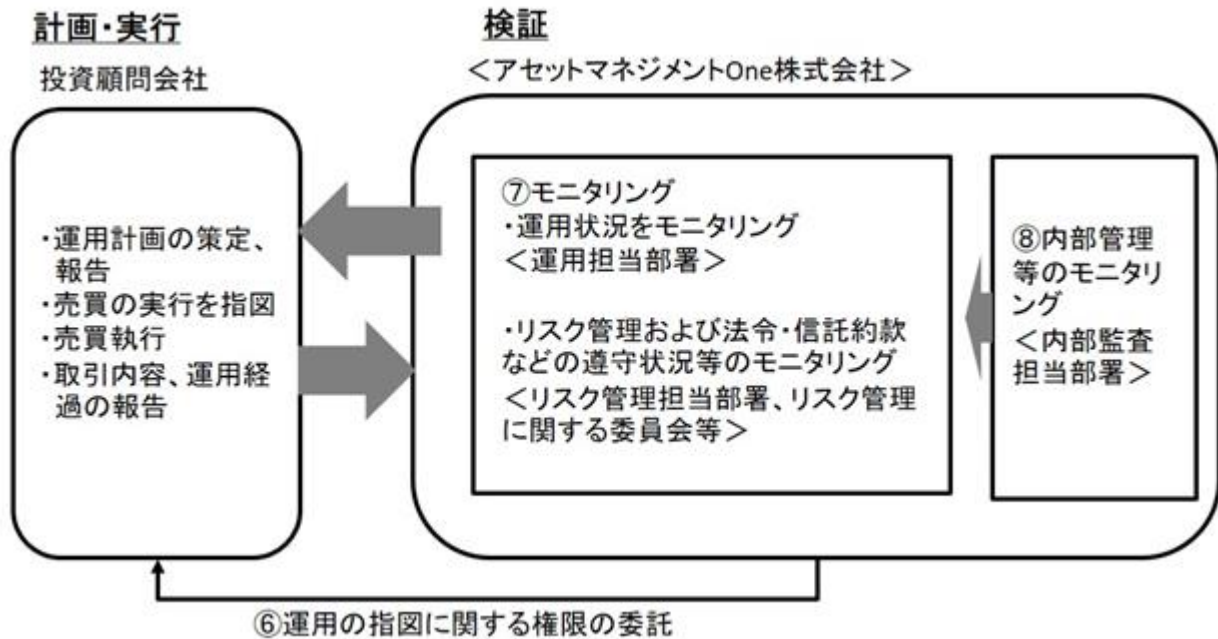 計画・実行
投資顧問会社
・運用計画の策定、
報告
・売買の実行を指図
・売買執行
・取引内容、運用経
過の報告
検証
＜アセットマネジメントOne株式会社＞
⑦モニタリング
・運用状況をモニタリング
＜運用担当部署＞
・リスク管理および法令・信託約款
などの遵守状況等のモニタリング
＜リスク管理担当部署、リスク管理
に関する委員会等＞
⑧内部管理
等のモニタリ
ング
＜内部監査
担当部署＞
⑥運用の指図に関する権限の委託